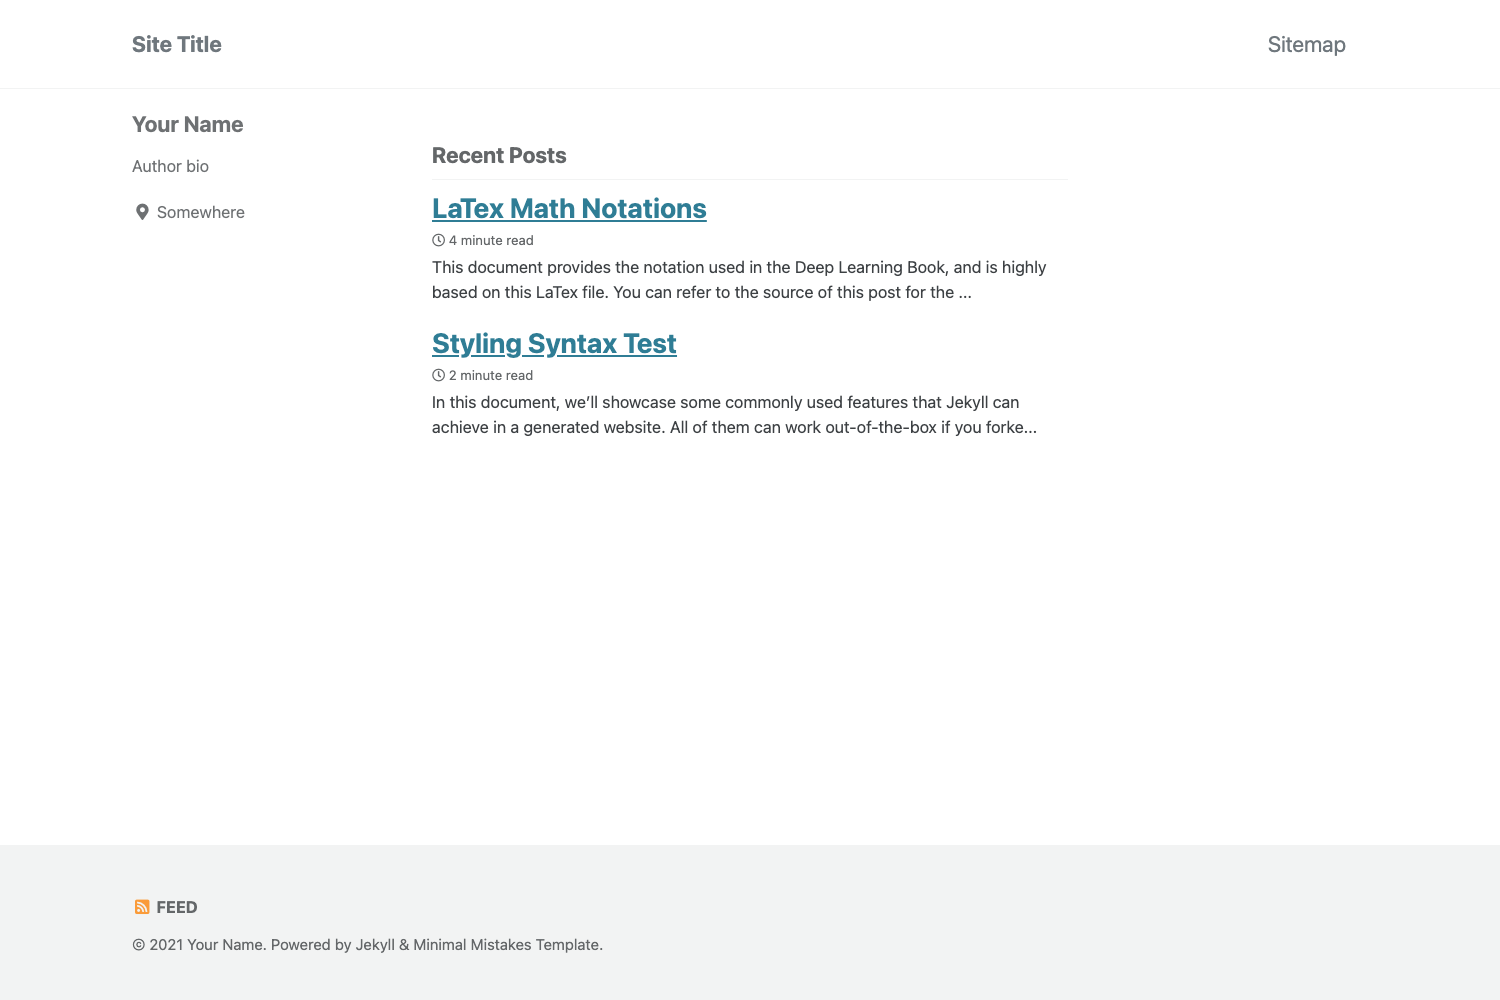 Site Title
Sitemap
Your Name
Author bio
Somewhere
Recent Posts
LaTex Math Notations
4 minute read
This document provides the notation used in the Deep Learning Book, and is highly
based on this LaTex file. You can refer to the source of this post for the ...
Styling Syntax Test
2 minute read
In this document, we’ll showcase some commonly used features that Jekyll can
achieve in a generated website. All of them can work out-of-the-box if you forke...
FEED
© 2021 Your Name. Powered by Jekyll & Minimal Mistakes Template.